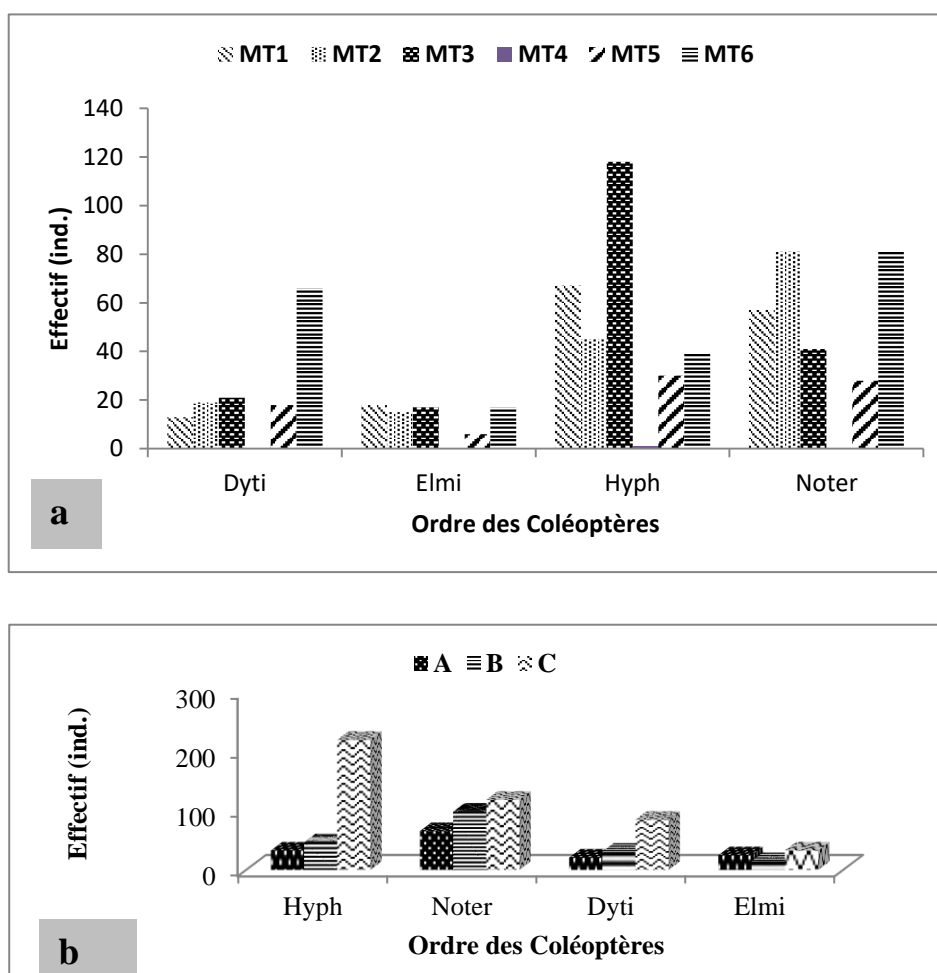 MT1 MT2 MT3 MT4 MT5 MT6
140
120
100
80
60
40
20
0
Effectif (ind.)
Dyti Elmi Hyph Noter
Ordre des Coléoptères
a
A B C
300
200
100
0
Effectif (ind.)
Hyph Noter Dyti Elmi
Ordre des Coléoptères
b